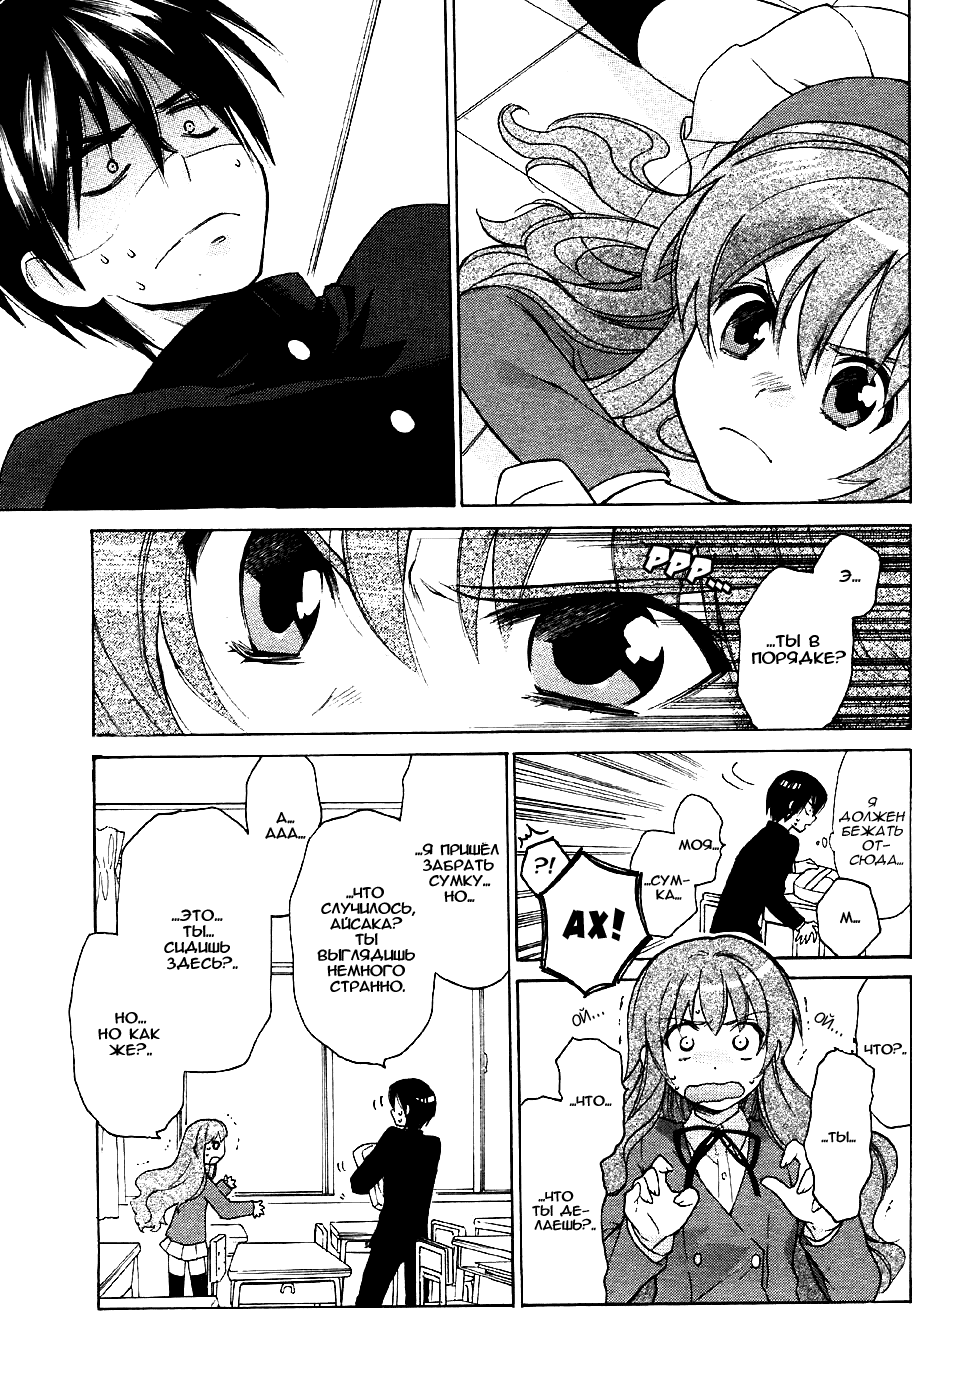 РРР...
Э...
...ТЫ В
ПОРЯДКЕ?
Я
ДОЛЖЕН
БЕЖАТЬ
ОТ-
СЮДА...
М...
МОЯ...
...СУМ-
КА...
?!
АХ!
ОЙ...
ОЙ...
ЧТО?..
...ТЫ...
...ЧТО...
...ЧТО
ТЫ ДЕ-
ЛАЕШЬ?..
...Я ПРИШЁЛ
ЗАБРАТЬ
СУМКУ...
НО...
...ЧТО
СЛУЧИЛОСЬ,
АЙСАКА?
ТЫ
ВЫГЛЯДИШЬ
НЕМНОГО
СТРАННО.
А...
ААА...
...ЭТО...
ТЫ...
СИДИШЬ
ЗДЕСЬ?..
НО...
НО КАК
ЖЕ?..